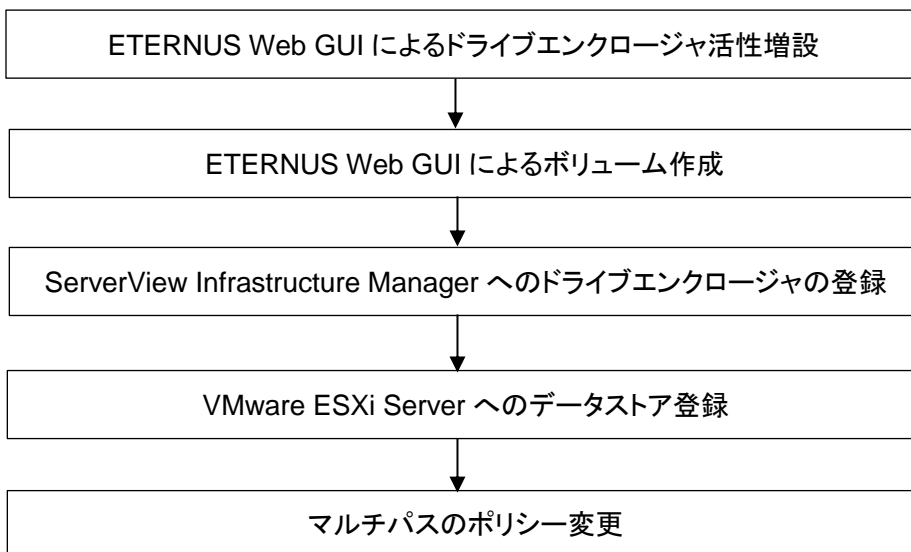 ETERNUS Web GUI によるドライブエンクロージャ活性増設
ETERNUS Web GUI によるボリューム作成
ServerView Infrastructure Manager へのドライブエンクロージャの登録
VMware ESXi Server へのデータストア登録
マルチパスのポリシー変更